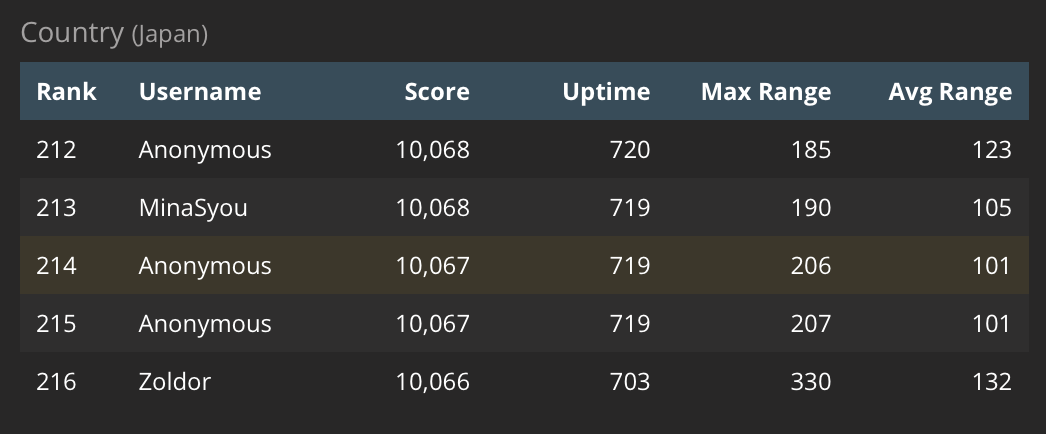 Country (Japan)
Rank Username Score Uptime Max Range Avg Range
212 Anonymous 10,068 720 185 123
213 MinaSyou 10,068 719 190 105
214 Anonymous 10,067 719 206 101
215 Anonymous 10,067 719 207 101
216 Zoldor 10,066 703 330 132